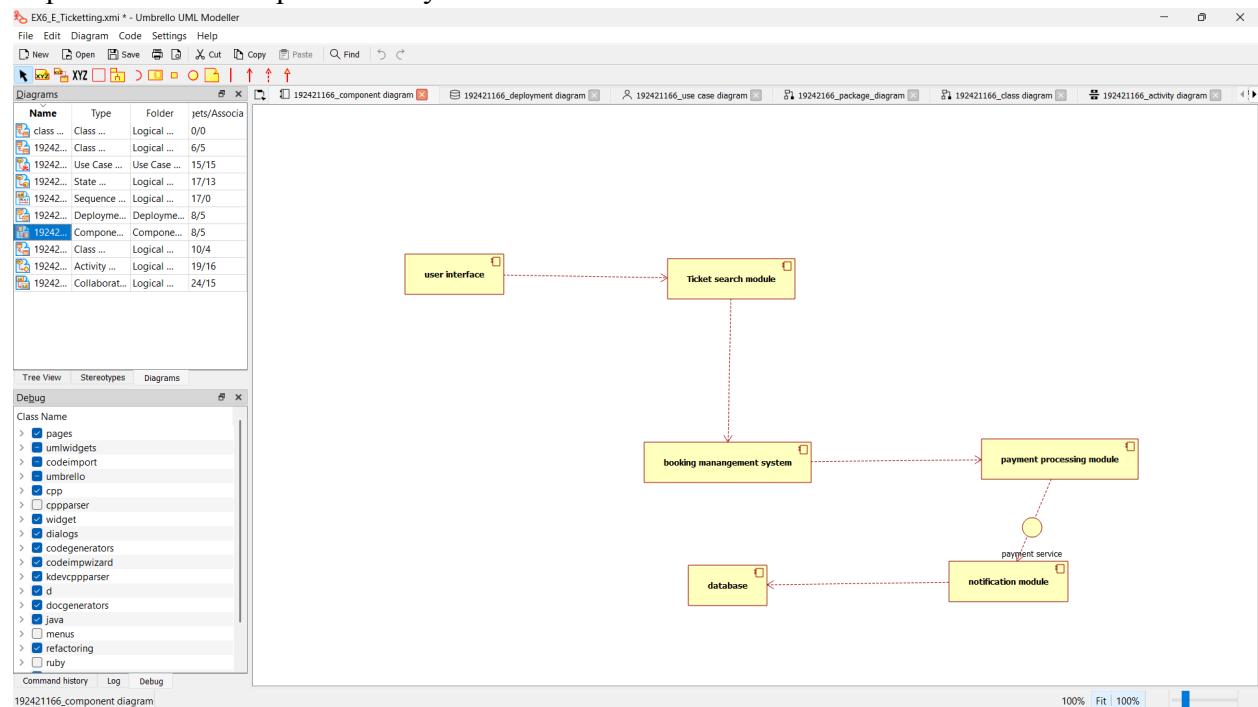 EX6_E_Ticketting.xmi * - Umbrello UML Modeller
File Edit Diagram Code Settings Help
New Open Save Cut Copy Paste Find
XYZ
Diagrams
192421166_component diagram 192421166_deployment diagram 192421166_use case diagram 19242166_package_diagram 192421166_class diagram 192421166_activity diagram
Name Type Folder jets/Associa
class ... Class ... Logical ... 0/0
19242... Class ... Logical ... 6/5
19242... Use Case ... Use Case ... 15/15
19242... State ... Logical ... 17/13
19242... Sequence ... Logical ... 17/0
19242... Deployme... Deployme... 8/5
19242... Compone... Compone... 8/5
19242... Class ... Logical ... 10/4
19242... Activity ... Logical ... 19/16
19242... Collaborat... Logical ... 24/15
Tree View Stereotypes Diagrams
Debug
Class Name
pages
umlwidgets
codeimport
umbrello
cpp
cppparser
widget
dialogs
codegenerators
codeimpwizard
kdevcppparser
d
docgenerators
java
menus
refactoring
ruby
Command history Log Debug
user interface
Ticket search module
booking manangement system
payment processing module
payment service
notification module
database
192421166_component diagram
100% Fit 100%